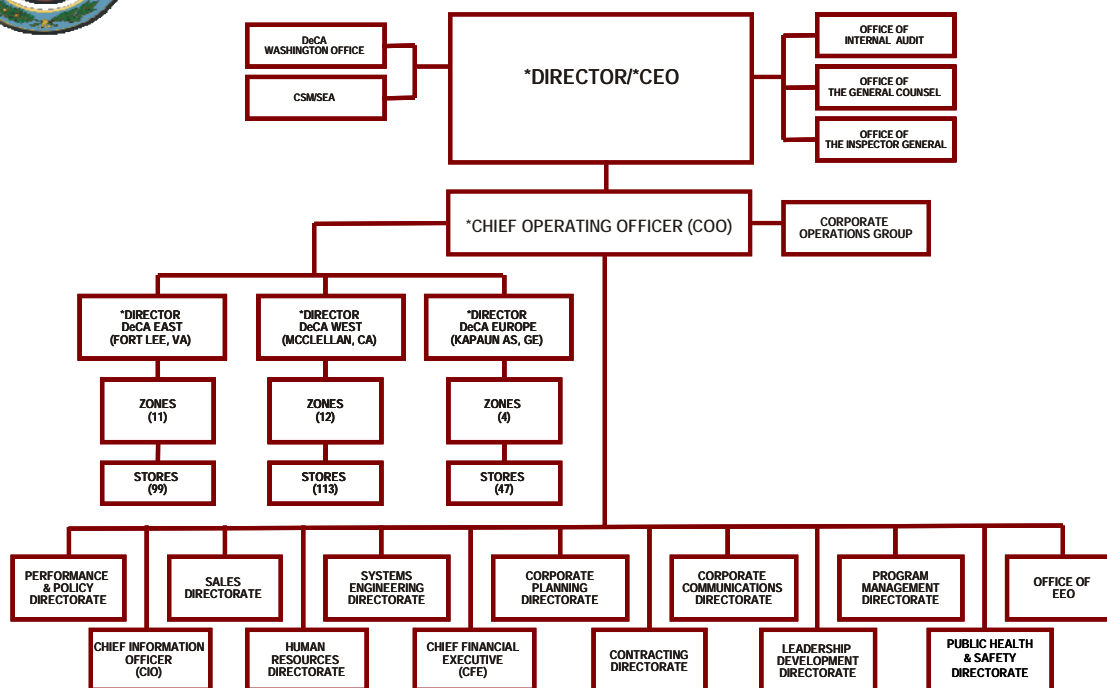 DeCA
WASHINGTON OFFICE
CSM/SEA
*DIRECTOR/*CEO
OFFICE OF
INTERNAL AUDIT
OFFICE OF
THE GENERAL COUNSEL
OFFICE OF
THE INSPECTOR GENERAL
*CHIEF OPERATING OFFICER (COO)
CORPORATE
OPERATIONS GROUP
*DIRECTOR
DeCA EAST
(FORT LEE, VA)
*DIRECTOR
DeCA WEST
(MCCLELLAN, CA)
*DIRECTOR
DeCA EUROPE
(KAPAUN AS, GE)
ZONES
(11)
ZONES
(12)
ZONES
(4)
STORES
(99)
STORES
(113)
STORES
(47)
PERFORMANCE
& POLICY
DIRECTORATE
SALES
DIRECTORATE
SYSTEMS
ENGINEERING
DIRECTORATE
CORPORATE
PLANNING
DIRECTORATE
CORPORATE
COMMUNICATIONS
DIRECTORATE
PROGRAM
MANAGEMENT
DIRECTORATE
OFFICE OF
EEO
CHIEF INFORMATION
OFFICER
(CIO)
HUMAN
RESOURCES
DIRECTORATE
CHIEF FINANCIAL
EXECUTIVE
(CFE)
CONTRACTING
DIRECTORATE
LEADERSHIP
DEVELOPMENT
DIRECTORATE
PUBLIC HEALTH
& SAFETY
DIRECTORATE